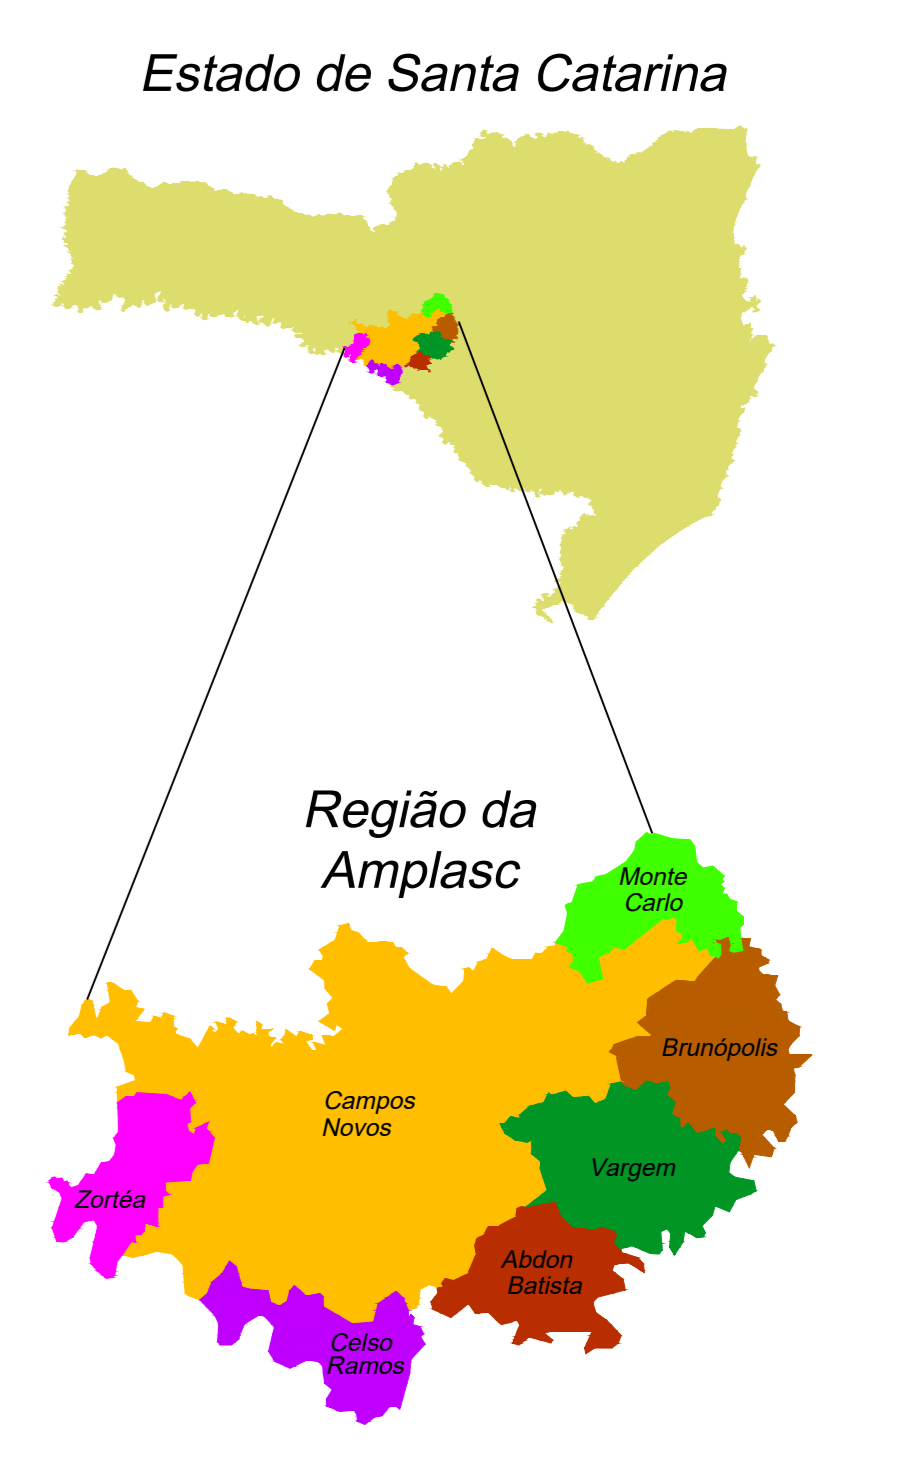 Estado de Santa Catarina
Região da
Amplasc
Monte
Carlo
Brunópolis
Campos
Novos
Vargem
Zortéa
Abdon
Batista
Celso
Ramos